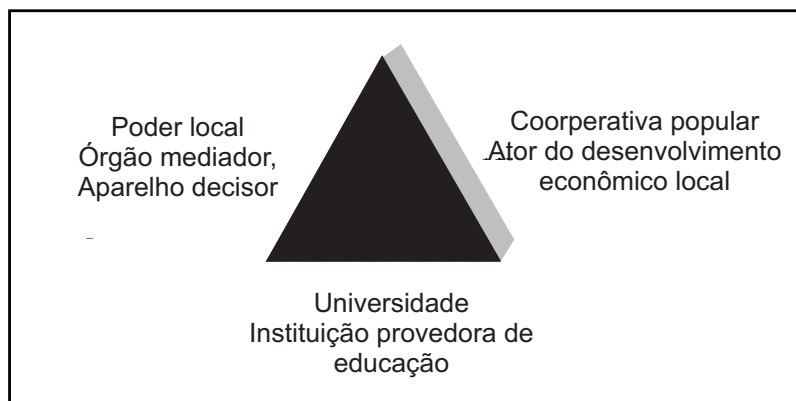 Poder local
Órgão mediador,
Aparelho decisor
Coorperativa popular
Ator do desenvolvimento
econômico local
Universidade
Instituição provedora de
educação